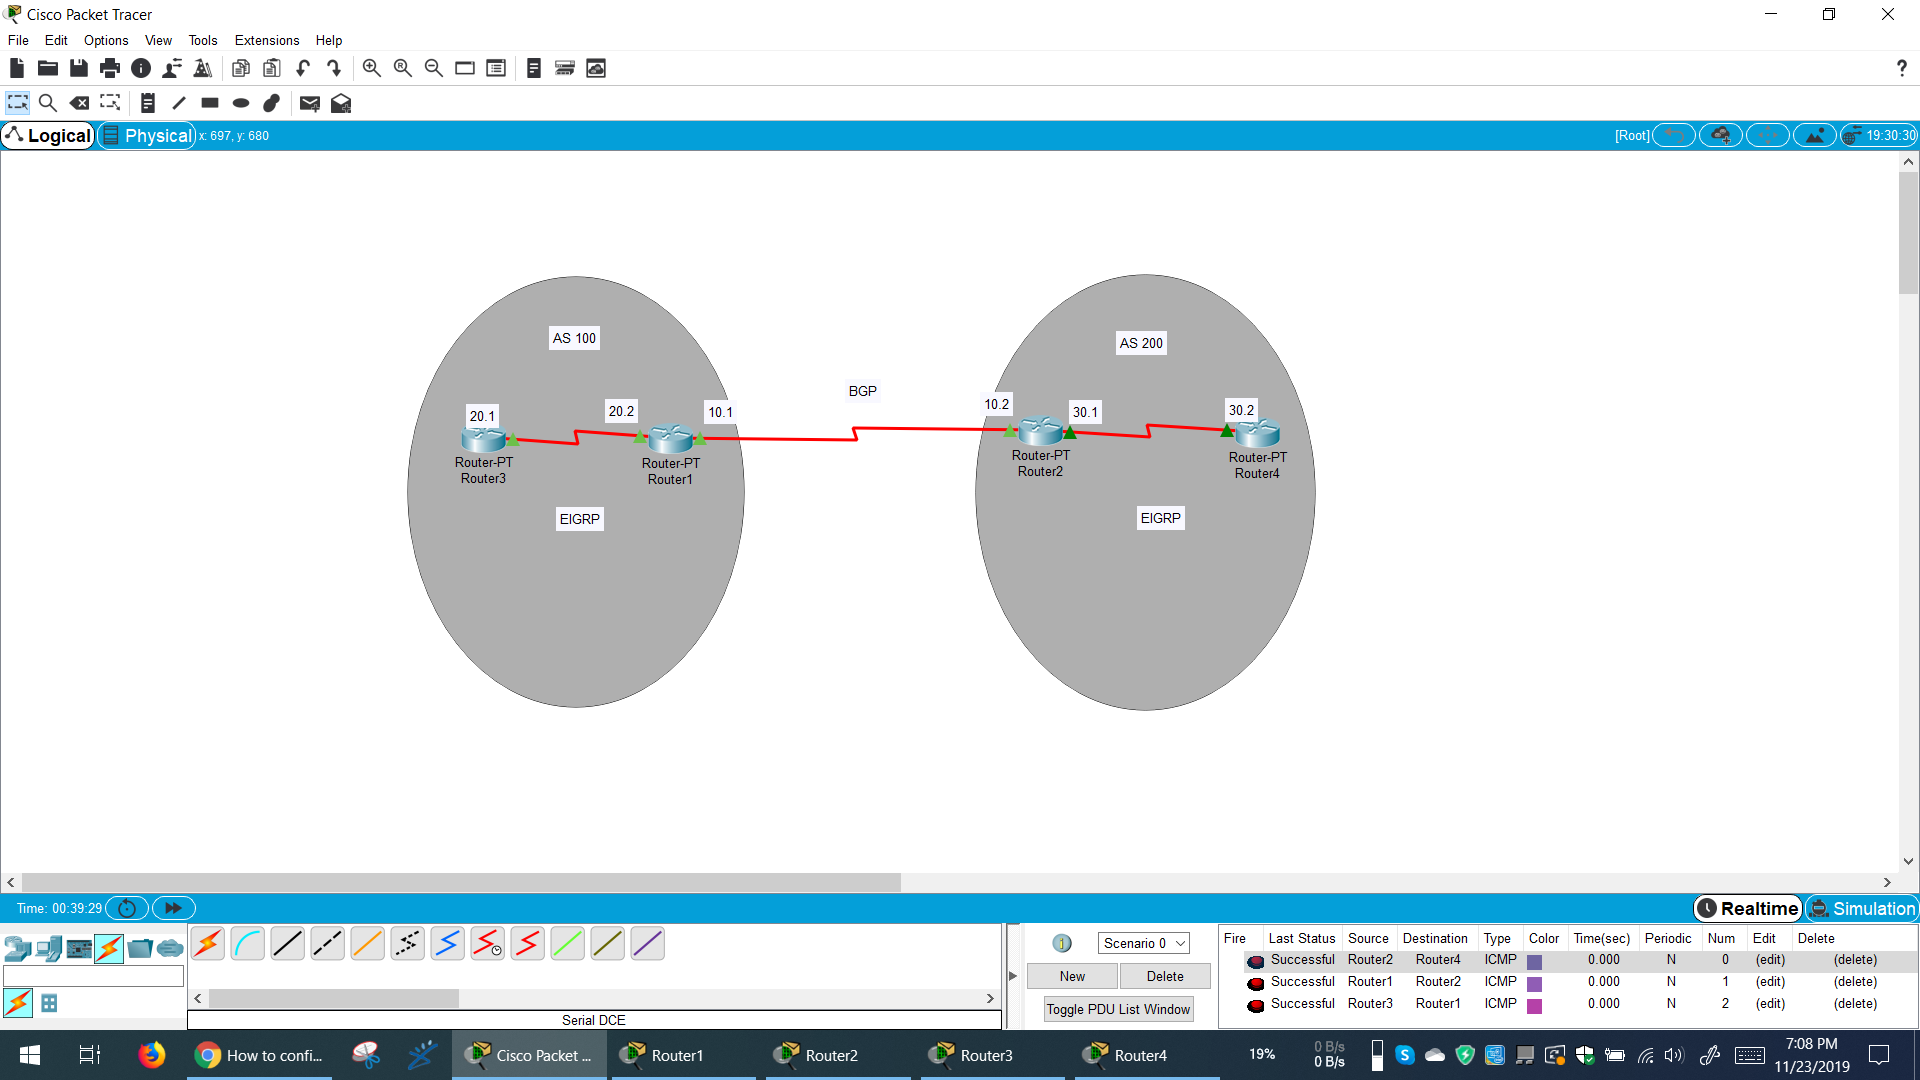 Cisco Packet Tracer
File Edit Options View Tools Extensions Help
?
Logical Physical x: 697, y: 680 [Root] 19:30:30
AS 100
AS 200
BGP
20.1 20.2 10.1 10.2 30.1 30.2
Router-PT
Router3
Router-PT
Router1
Router-PT
Router2
Router-PT
Router4
EIGRP
EIGRP
Time: 00:39:29 Realtime Simulation
Scenario 0
New Delete
Toggle PDU List Window
Fire Last Status Source Destination Type Color Time(sec) Periodic Num Edit Delete
Successful Router2 Router4 ICMP 0.000 N 0 (edit) (delete)
Successful Router1 Router2 ICMP 0.000 N 1 (edit) (delete)
Successful Router3 Router1 ICMP 0.000 N 2 (edit) (delete)
Serial DCE
How to confi... Cisco Packet ... Router1 Router2 Router3 Router4 19% 0 B/s
0 B/s
7:08 PM
11/23/2019